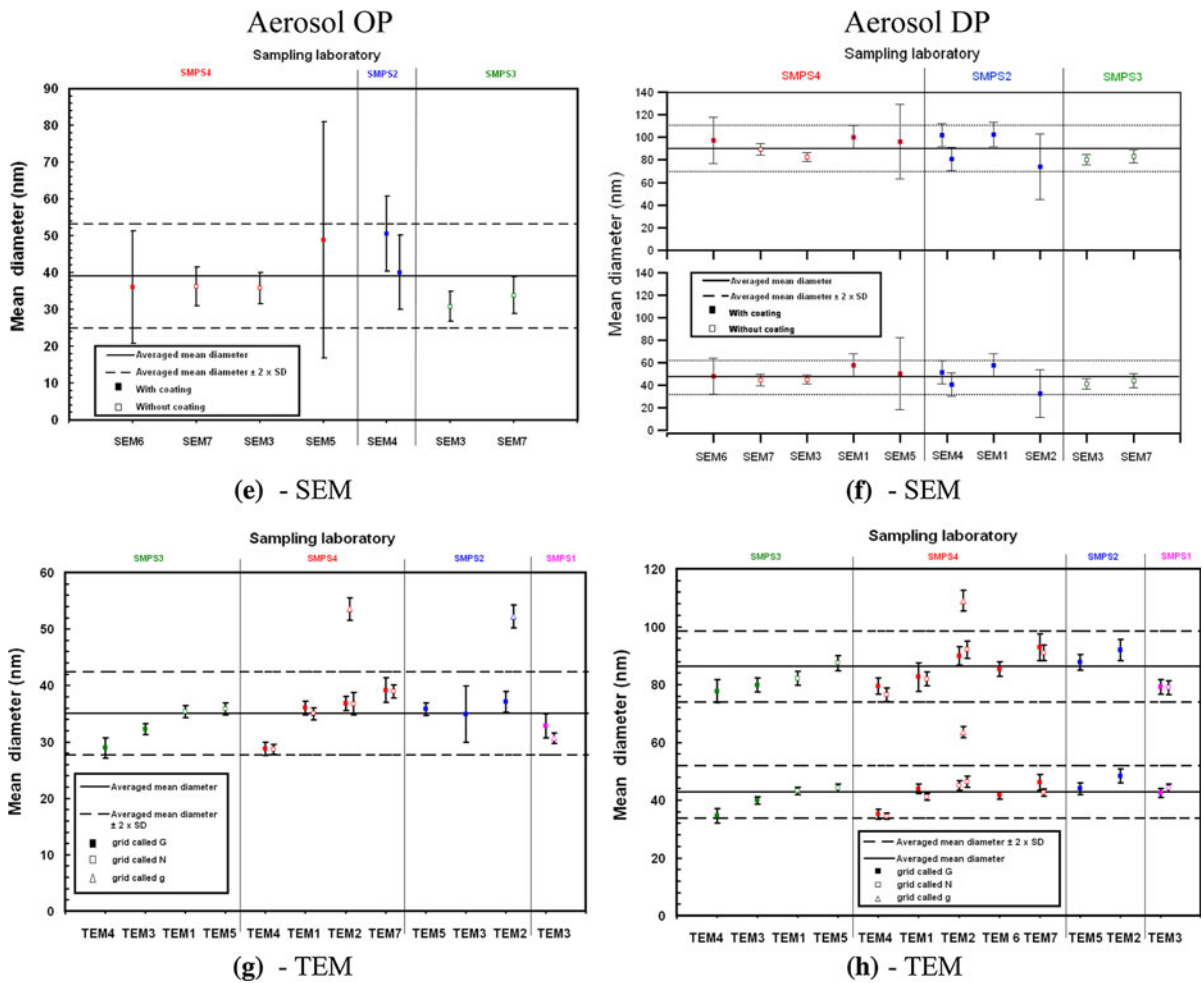 Aerosol OP
Sampling laboratory
SMPS4 SMPS2 SMPS3
Mean diameter (nm)
90
80
70
60
50
40
30
20
10
0
Averaged mean diameter
Averaged mean diameter ± 2 x SD
With coating
Without coating
SEM6 SEM7 SEM3 SEM5 SEM4 SEM3 SEM7
(e) - SEM
Aerosol DP
Sampling laboratory
SMPS4 SMPS2 SMPS3
Mean diameter (nm)
140
120
100
80
60
40
20
0
140
120
100
80
60
40
20
0
Averaged mean diameter
Averaged mean diameter ± 2 x SD
With coating
Without coating
SEM6 SEM7 SEM3 SEM1 SEM5 SEM4 SEM1 SEM2 SEM3 SEM7
(f) - SEM
Sampling laboratory
SMPS3 SMPS4 SMPS2 SMPS1
Mean diameter (nm)
60
50
40
30
20
10
0
Averaged mean diameter
Averaged mean diameter
± 2 x SD
grid called G
grid called N
grid called g
TEM4 TEM3 TEM1 TEM5 TEM4 TEM1 TEM2 TEM7 TEM5 TEM3 TEM2 TEM3
(g) - TEM
Sampling laboratory
SMPS3 SMPS4 SMPS2 SMPS1
Mean diameter (nm)
120
100
80
60
40
20
0
Averaged mean diameter ± 2 x SD
Averaged mean diameter
grid called G
grid called N
grid called g
TEM4 TEM3 TEM1 TEM5 TEM4 TEM1 TEM2 TEM 6 TEM7 TEM5 TEM2 TEM3
(h) - TEM